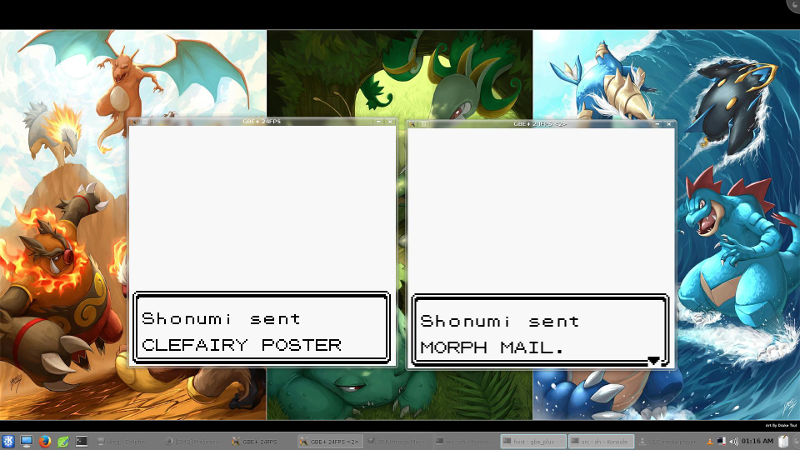 GBE+ 24FPS
GBE+ 24FPS <2>
Shonumi sent
CLEFAIRY POSTER
Shonumi sent
MORPH MAIL.
Art By Drake Tsui
GBE+ 24FPS
GBE+ 24FPS <2>
01:16 AM